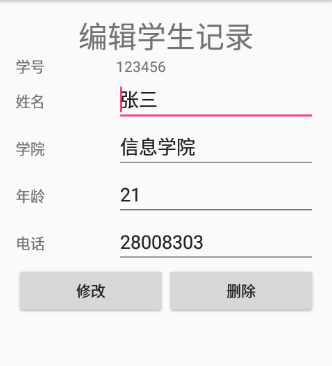 编辑学生记录
学号 123456
姓名 张三
学院 信息学院
年龄 21
电话 28008303
修改 删除